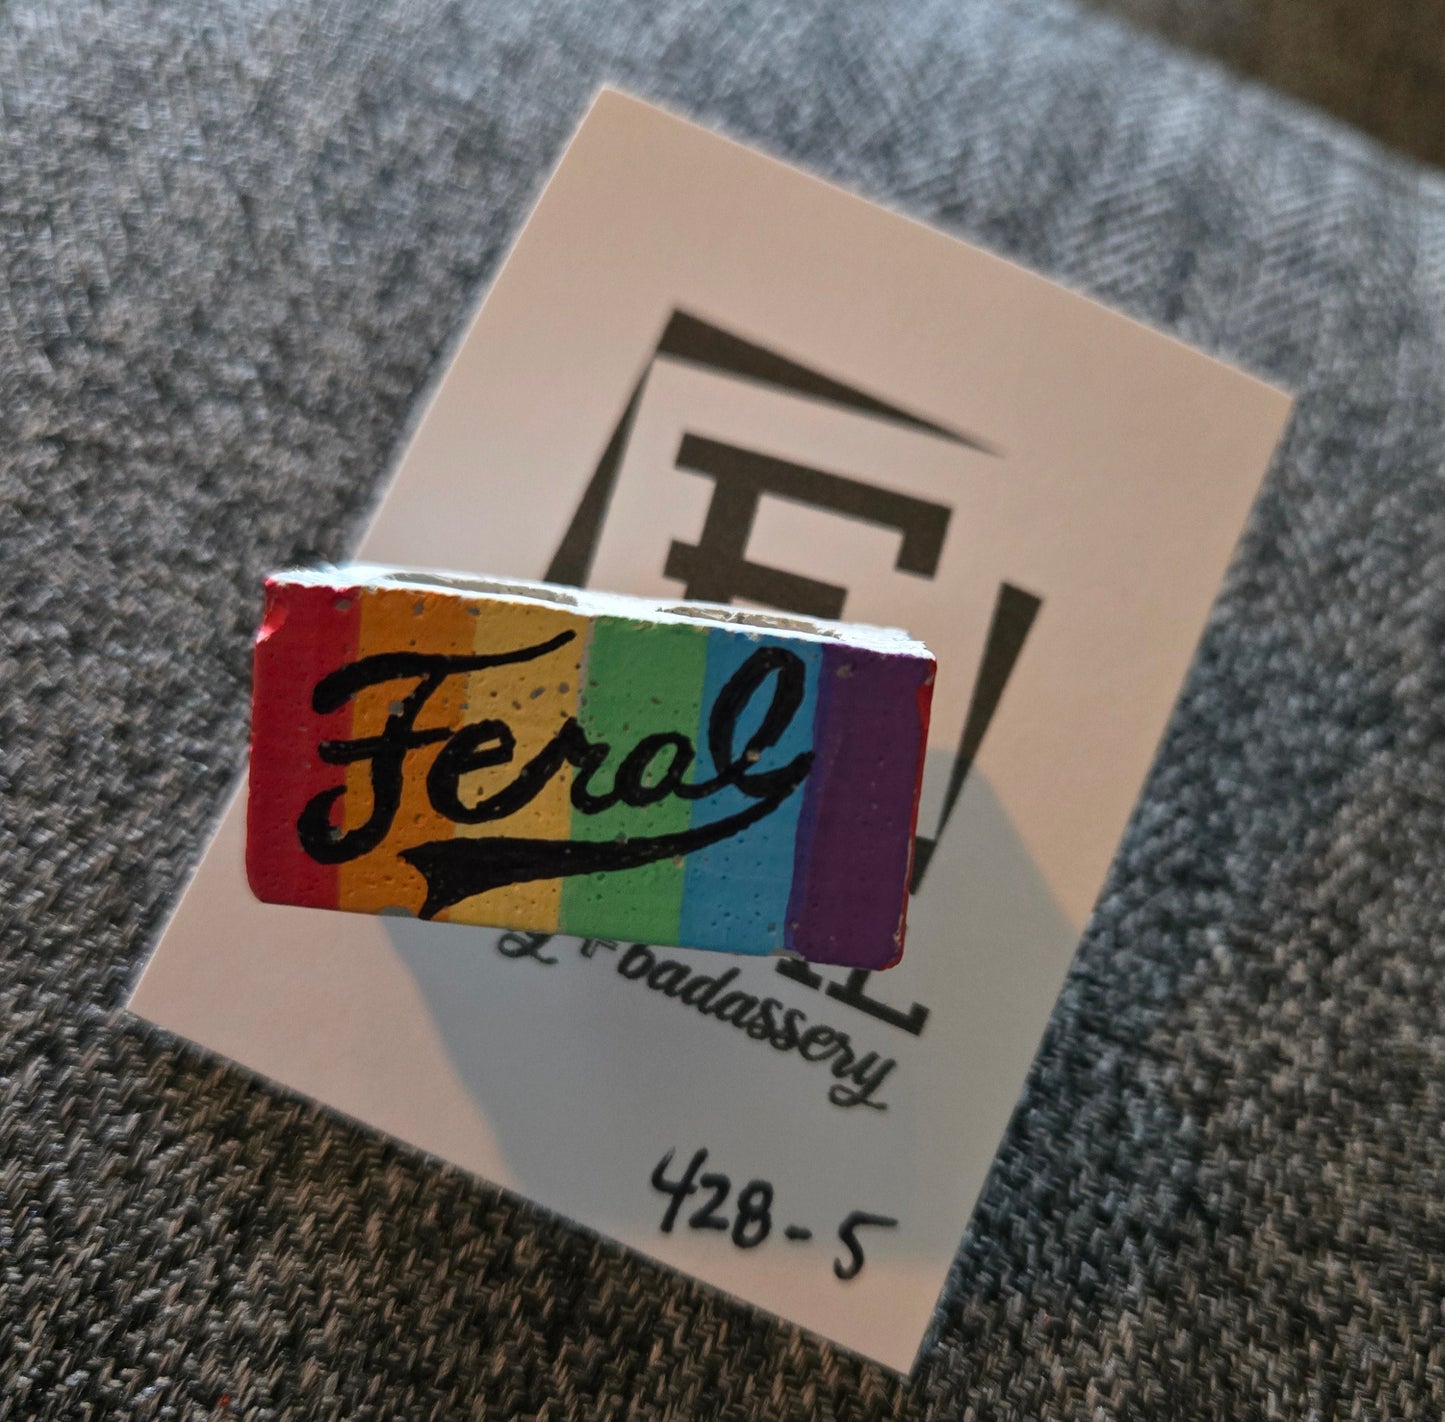 Feral
F
y + badassery
428-5